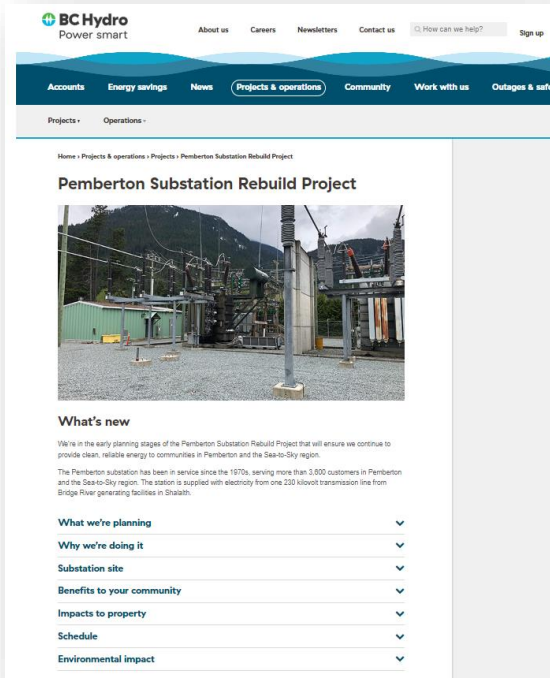 BC Hydro
Power smart
About us Careers Newsletters Contact us How can we help? Sign up
Accounts Energy savings News Projects & operations Community Work with us Outages & safe
Projects Operations
Home › Projects & operations › Projects › Pemberton Substation Rebuild Project
Pemberton Substation Rebuild Project
What's new
We're in the early planning stages of the Pemberton Substation Rebuild Project that will ensure we continue to
provide clean, reliable energy to communities in Pemberton and the Sea-to-Sky region.
The Pemberton substation has been in service since the 1970s, serving more than 3,600 customers in Pemberton
and the Sea-to-Sky region. The station is supplied with electricity from one 230 kilovolt transmission line from
Bridge River generating facilities in Shalalth.
What we're planning
Why we're doing it
Substation site
Benefits to your community
Impacts to property
Schedule
Environmental impact